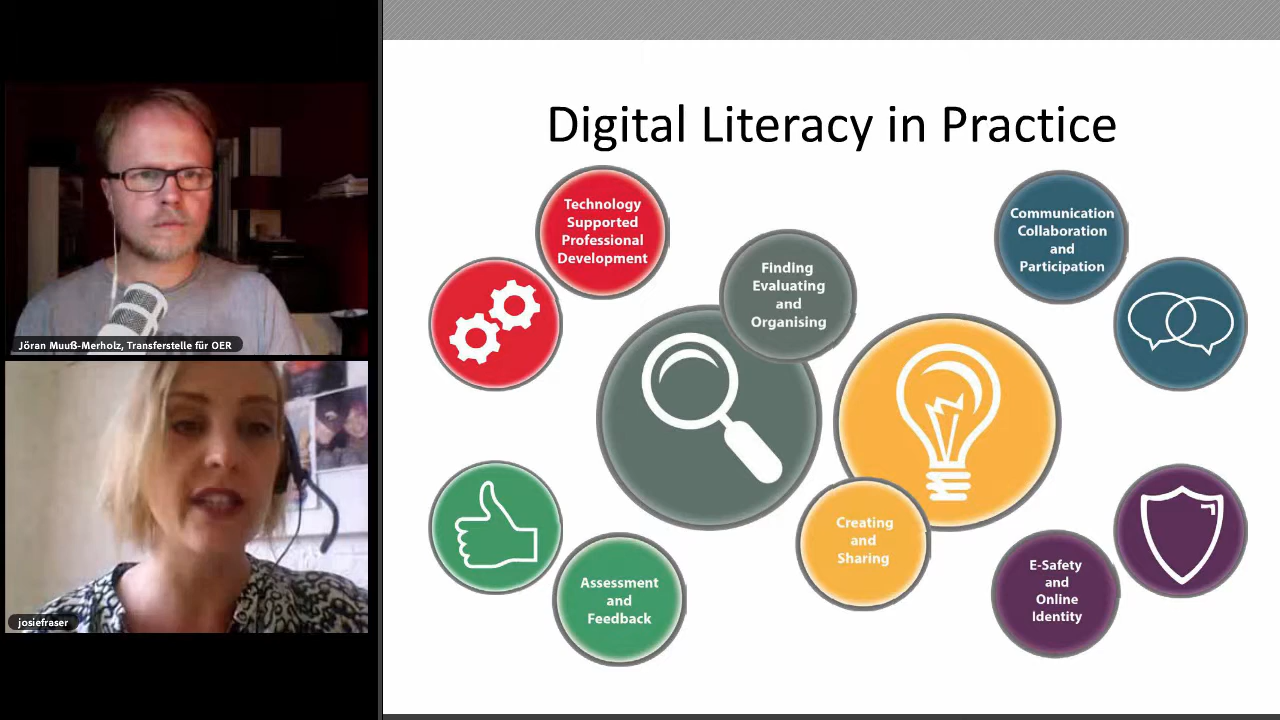 Jöran Muuß-Merholz, Transferstelle für OER
josiefraser
Digital Literacy in Practice
Technology
Supported
Professional
Development
Finding
Evaluating
and
Organising
Communication
Collaboration
and
Participation
Assessment
and
Feedback
Creating
and
Sharing
E-Safety
and
Online
Identity